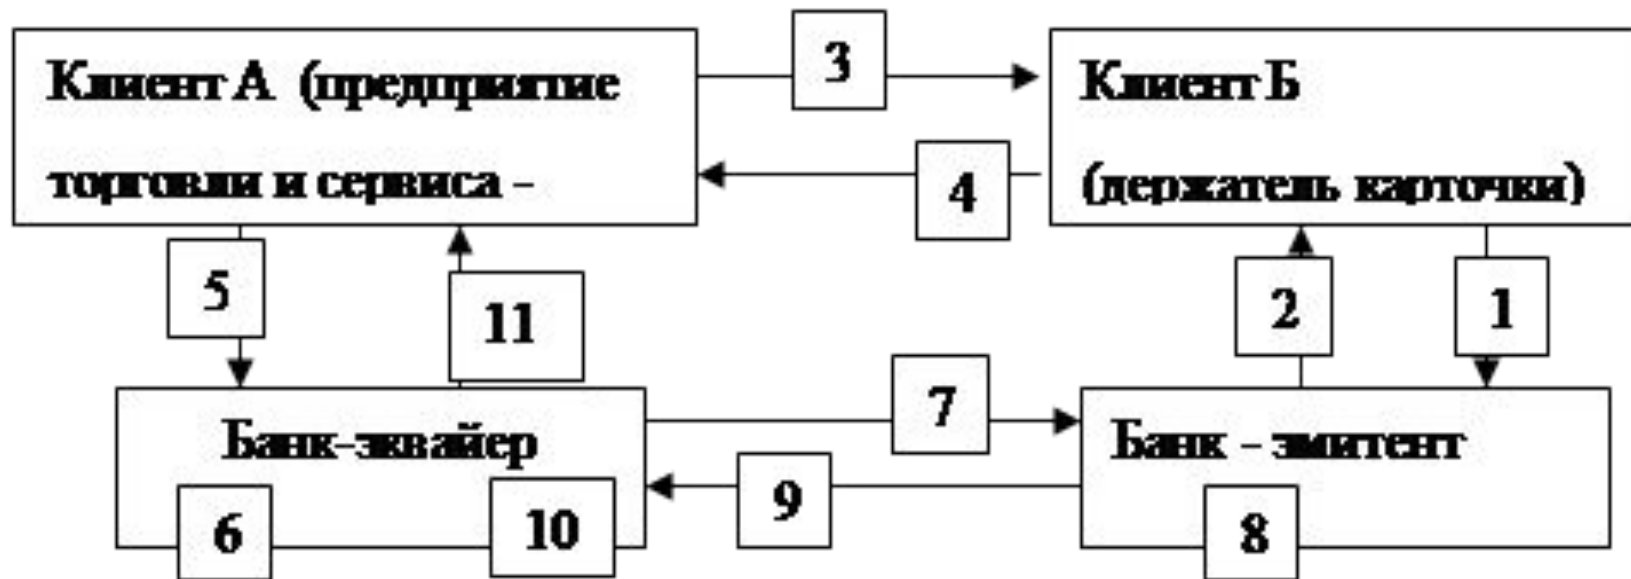 3
Клиент А (предприятие
торговли и сервиса –
Клиент Б
(держатель карточки)
4
5
11
2
1
7
Банк-эквайер
Банк – эмитент
9
6
10
8